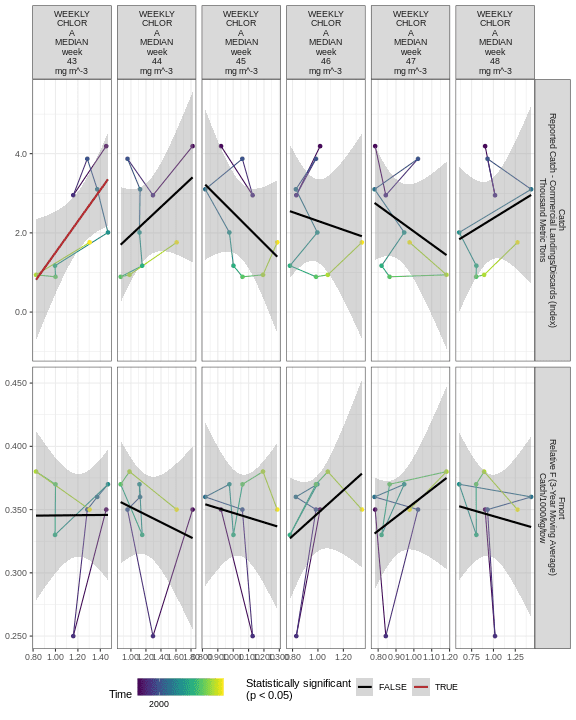 WEEKLY
CHLOR
A
MEDIAN
week
43
mg m^-3
WEEKLY
CHLOR
A
MEDIAN
week
44
mg m^-3
WEEKLY
CHLOR
A
MEDIAN
week
45
mg m^-3
WEEKLY
CHLOR
A
MEDIAN
week
46
mg m^-3
WEEKLY
CHLOR
A
MEDIAN
week
47
mg m^-3
WEEKLY
CHLOR
A
MEDIAN
week
48
mg m^-3
4.0
2.0
0.0
Catch
Reported Catch - Commercial Landings/Discards (Index)
Thousand Metric Tons
0.450
0.400
0.350
0.300
0.250
Fmort
Relative F (3-Year Moving Average)
Catch/1000/kg/tow
0.80 1.00 1.20 1.40
1.00 1.20 1.40 1.60 1.80
0.80 1.00 1.20
0.80 0.90 1.00 1.10 1.20
0.75 1.00 1.25
Time
2000
Statistically significant
(p < 0.05)
FALSE
TRUE